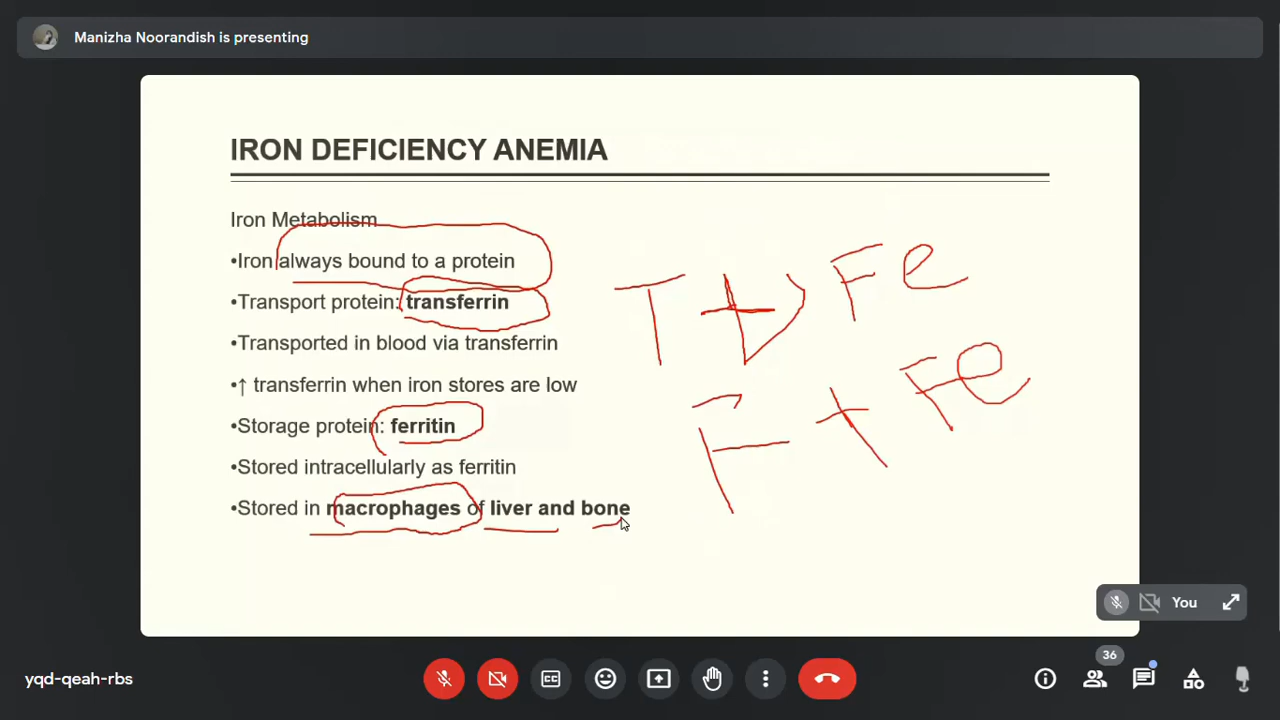 Manizha Noorandish is presenting
IRON DEFICIENCY ANEMIA
Iron Metabolism
•Iron always bound to a protein
•Transport protein: transferrin
•Transported in blood via transferrin
•↑ transferrin when iron stores are low
•Storage protein: ferritin
•Stored intracellularly as ferritin
•Stored in macrophages of liver and bone
T + Fe
F + Fe
You
36
yqd-qeah-rbs
CC